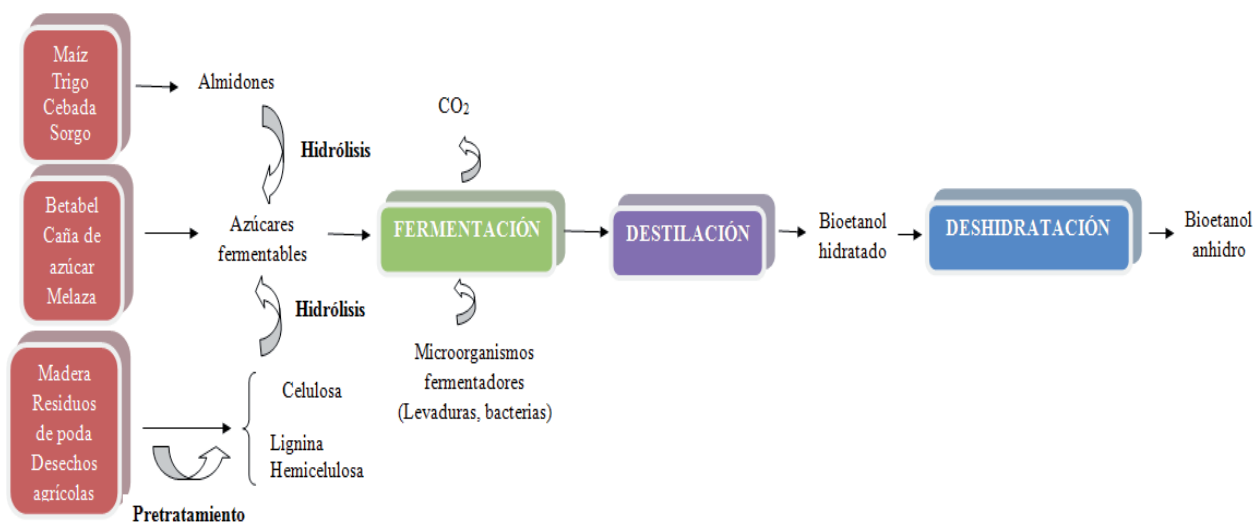 Maíz
Trigo
Cebada
Sorgo
Almidones
Hidrólisis
CO₂
Betabel
Caña de
azúcar
Melaza
Azúcares
fermentables
FERMENTACIÓN
DESTILACIÓN
Bioetanol
hidratado
DESHIDRATACIÓN
Bioetanol
anhidro
Hidrólisis
Microorganismos
fermentadores
(Levaduras, bacterias)
Madera
Residuos
de poda
Desechos
agrícolas
Celulosa
Lignina
Hemicelulosa
Pretratamiento